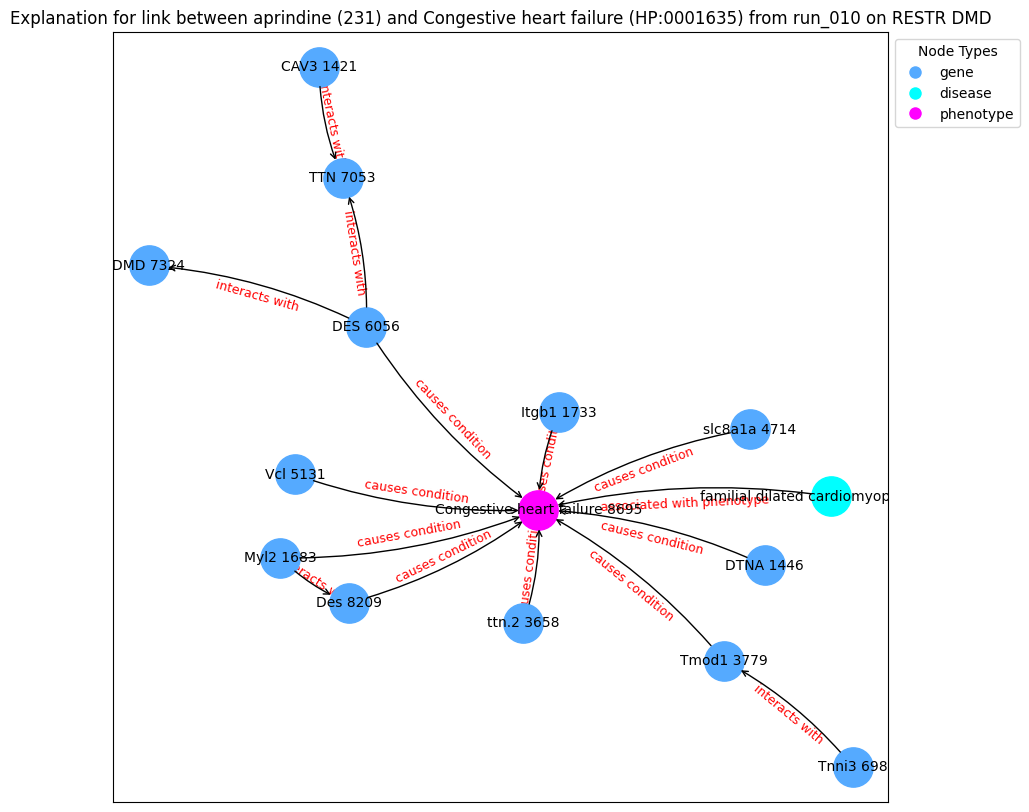 Explanation for link between aprindine (231) and Congestive heart failure (HP:0001635) from run_010 on RESTR DMD
Node Types
gene
disease
phenotype
CAV3 1421
interacts with
TTN 7053
interacts with
DMD 7324
interacts with
DES 6056
causes condition
Itgb1 1733
causes condition
slc8a1a 4714
causes condition
Vcl 5131
causes condition
familial dilated cardiomyop
associated with phenotype
Congestive heart failure 8695
causes condition
DTNA 1446
Myl2 1683
causes condition
interacts with
causes condition
Des 8209
causes condition
ttn.2 3658
causes condition
Tmod1 3779
interacts with
Tnni3 698